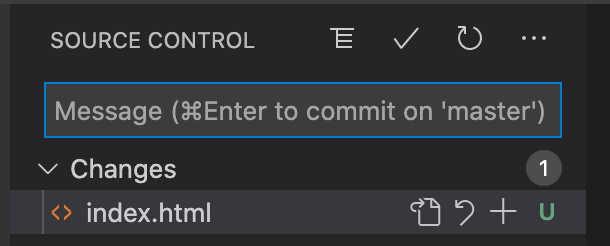 SOURCE CONTROL
Message (⌘Enter to commit on 'master')
Changes 1
index.html U